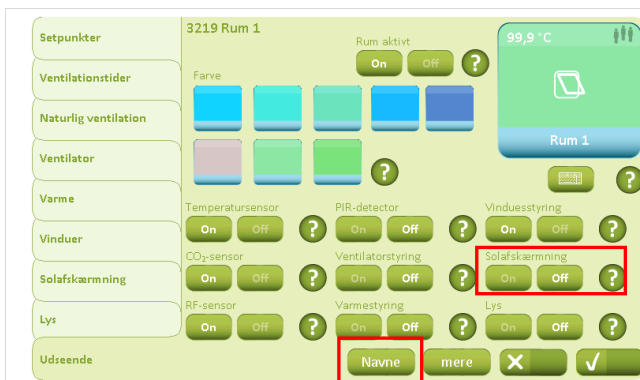 Setpunkter
Ventilationstider
Naturlig ventilation
Ventilator
Varme
Vinduer
Solafskærmning
Lys
Udseende
3219 Rum 1
Rum aktivt
On Off ?
Farve
?
99,9 °C
Rum 1
?
Temperatursensor PIR-detector Vinduesstyring
On Off ? On Off ? On Off ?
CO₂-sensor Ventilatorstyring Solafskærmning
On Off ? On Off ? On Off ?
RF-sensor Varmestyring Lys
On Off ? On Off ? On Off ?
Navne mere